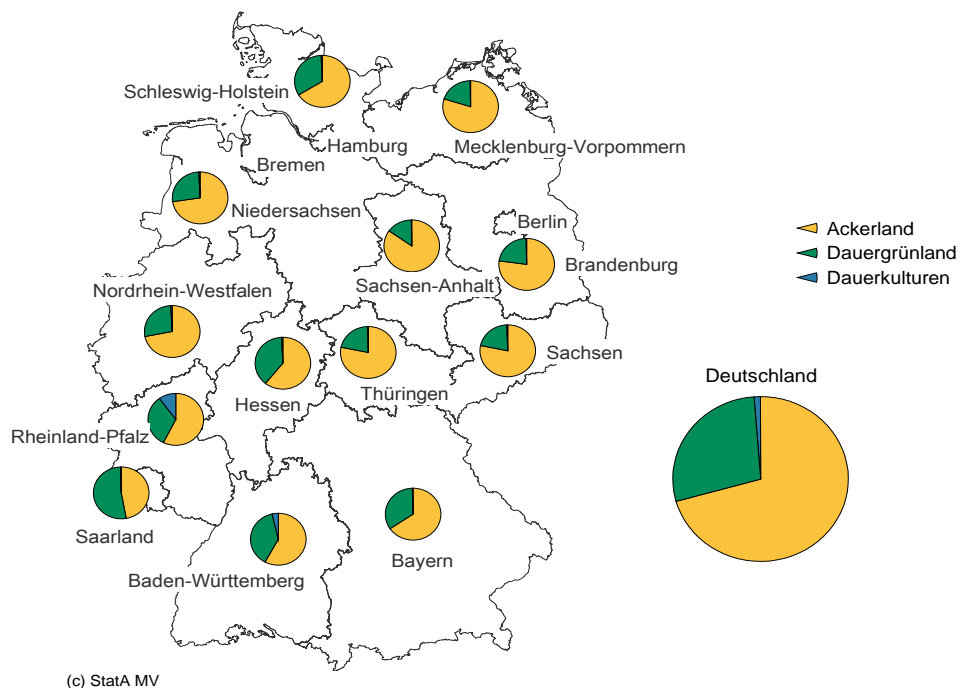 Schleswig-Holstein
Hamburg
Mecklenburg-Vorpommern
Bremen
Niedersachsen
Berlin
Brandenburg
Sachsen-Anhalt
Nordrhein-Westfalen
Sachsen
Thüringen
Hessen
Rheinland-Pfalz
Saarland
Bayern
Baden-Württemberg
Ackerland
Dauergrünland
Dauerkulturen
Deutschland
(c) StatA MV